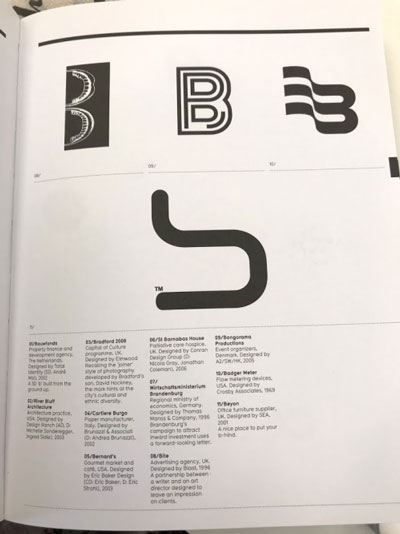 08/
09/
10/
TM
11/
01/Bouwfonds
Property finance and
development agency,
The Netherlands.
Designed by Total
Identity (CD: André
Mol), 2002
A 3D 'b' built from the
ground up.
02/River Bluff
Architecture
Architecture practice,
USA. Designed by
Design Ranch (AD, D:
Michelle Sonderegger,
Ingred Sidie), 2003
03/Bradford 2008
Capital of Culture
programme, UK.
Designed by Elmwood
Recalling the 'joiner'
style of photography
developed by Bradford's
son, David Hockney,
the mark hints at the
city's cultural and
ethnic diversity.
04/Cartiere Burgo
Paper manufacturer,
Italy. Designed by
Brunazzi & Associati
(D: Andrea Brunazzi),
2002
05/Bernard's
Gourmet market and
café, USA. Designed
by Eric Baker Design
(CD: Eric Baker, D: Eric
Strohl), 2003
06/St Barnabas House
Palliative care hospice,
UK. Designed by Conran
Design Group (D:
Nicola Gray, Jonathan
Coleman), 2006
07/
Wirtschaftsministerium
Brandenburg
Regional ministry of
economics, Germany.
Designed by Thomas
Manss & Company, 1996
Brandenburg's
campaign to attract
inward investment uses
a forward-looking letter.
08/Bite
Advertising agency, UK.
Designed by Blast, 1996
A partnership between
a writer and an art
director designed to
leave an impression
on clients.
09/Bongorama
Productions
Event organizers,
Denmark. Designed by
A2/SW/HK, 2005
10/Badger Meter
Flow metering devices,
USA. Designed by
Crosby Associates, 1969
11/Beyon
Office furniture supplier,
UK. Designed by SEA,
2001
A nice place to put your
b-hind.